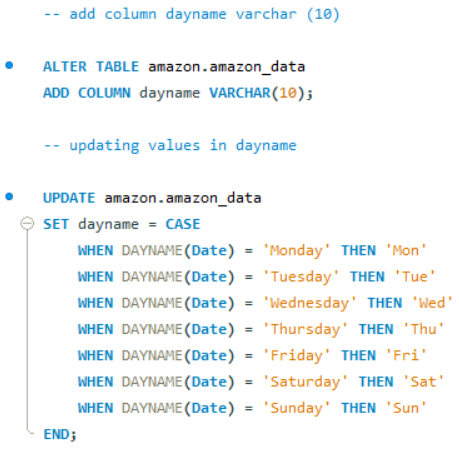 -- add column dayname varchar (10)
ALTER TABLE amazon.amazon_data
ADD COLUMN dayname VARCHAR(10);
-- updating values in dayname
UPDATE amazon.amazon_data
SET dayname = CASE
WHEN DAYNAME(Date) = 'Monday' THEN 'Mon'
WHEN DAYNAME(Date) = 'Tuesday' THEN 'Tue'
WHEN DAYNAME(Date) = 'Wednesday' THEN 'Wed'
WHEN DAYNAME(Date) = 'Thursday' THEN 'Thu'
WHEN DAYNAME(Date) = 'Friday' THEN 'Fri'
WHEN DAYNAME(Date) = 'Saturday' THEN 'Sat'
WHEN DAYNAME(Date) = 'Sunday' THEN 'Sun'
END;